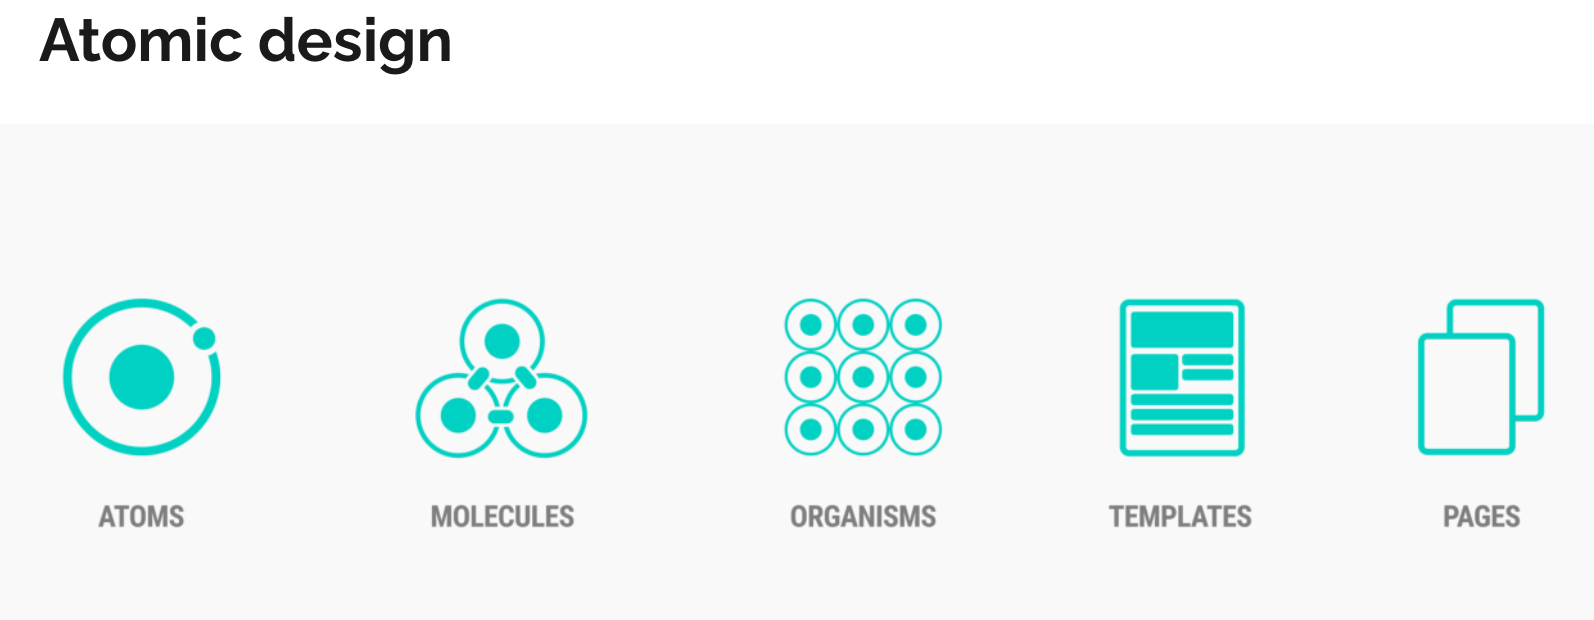 Atomic design
ATOMS
MOLECULES
ORGANISMS
TEMPLATES
PAGES